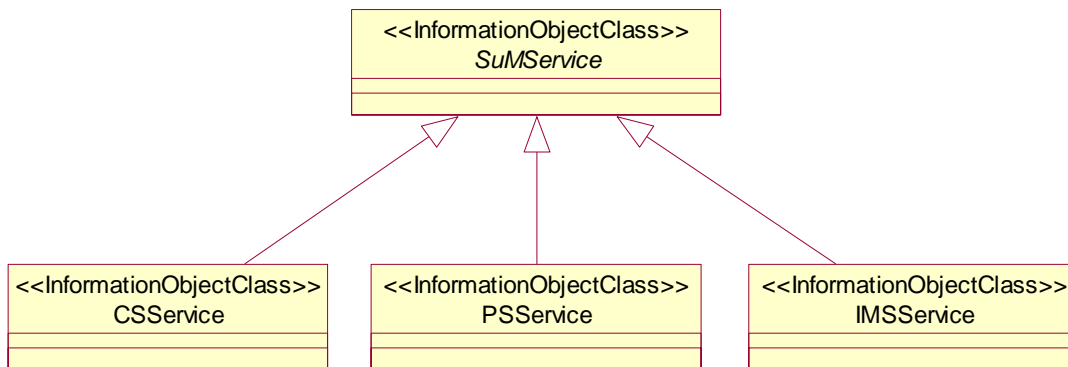 <<InformationObjectClass>>
SuMService
<<InformationObjectClass>>
CSService
<<InformationObjectClass>>
PSService
<<InformationObjectClass>>
IMSService